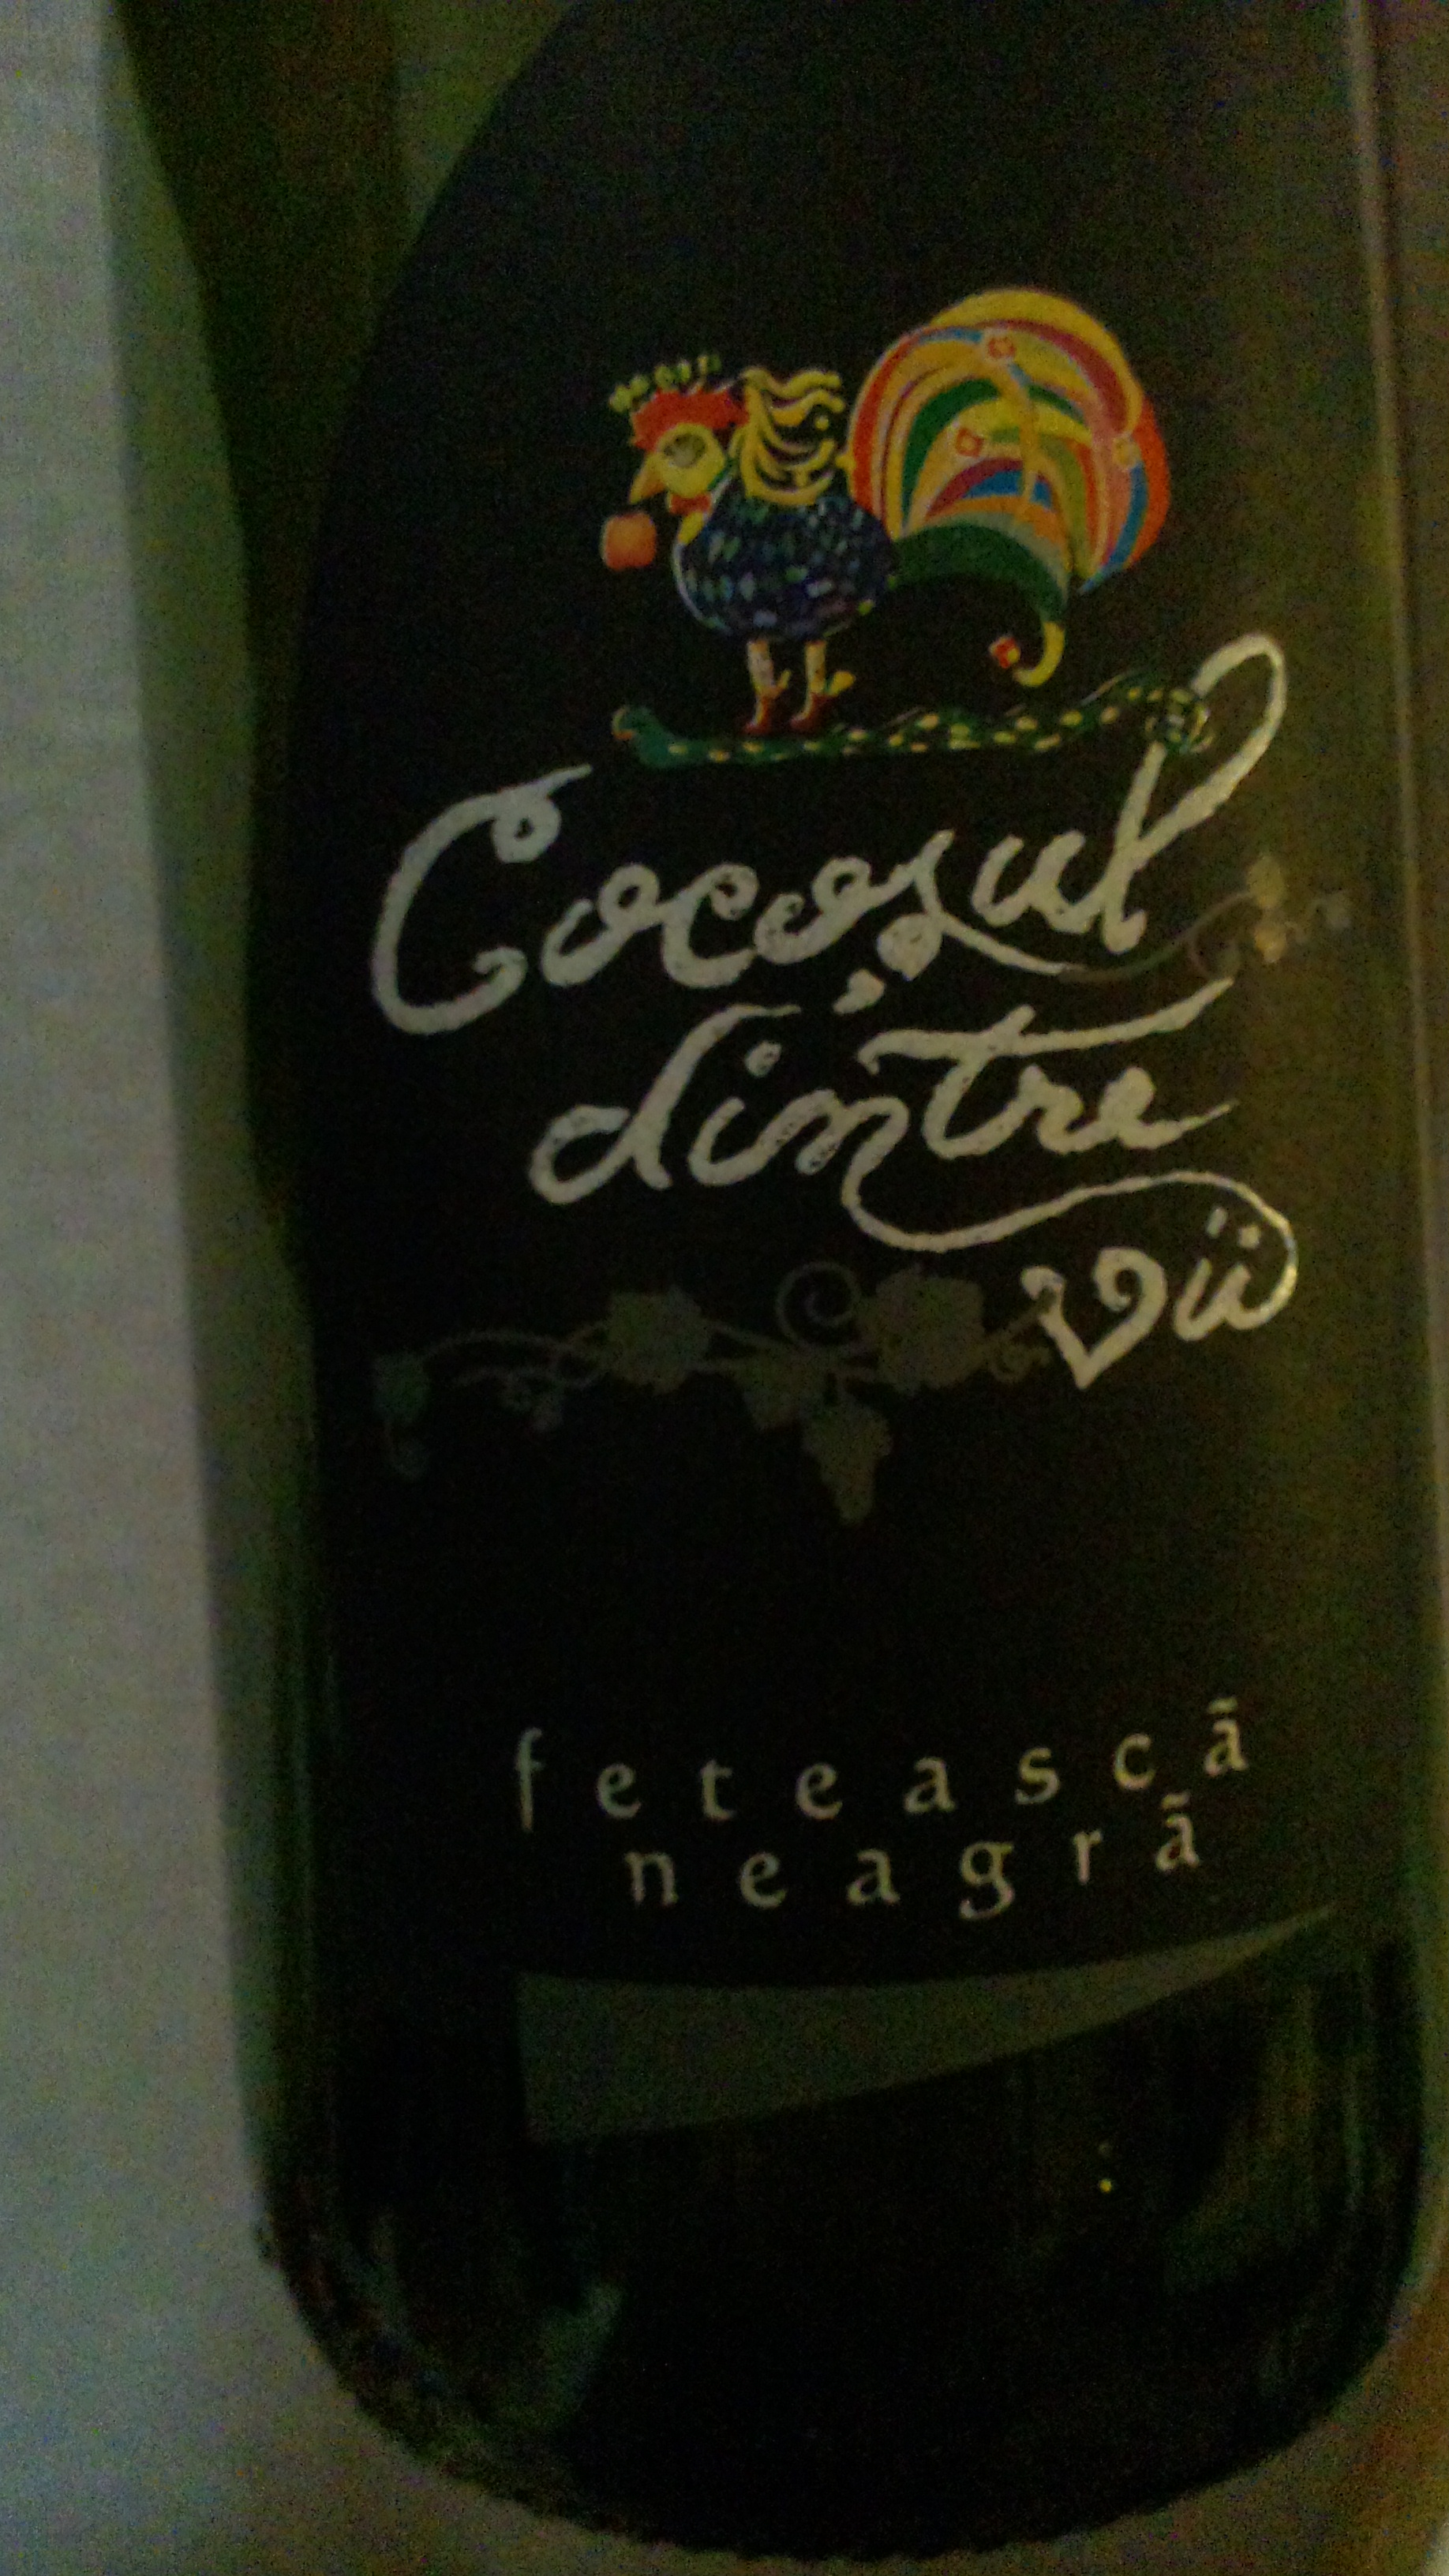 Cocoșul
dintre
vii
fetească
neagră